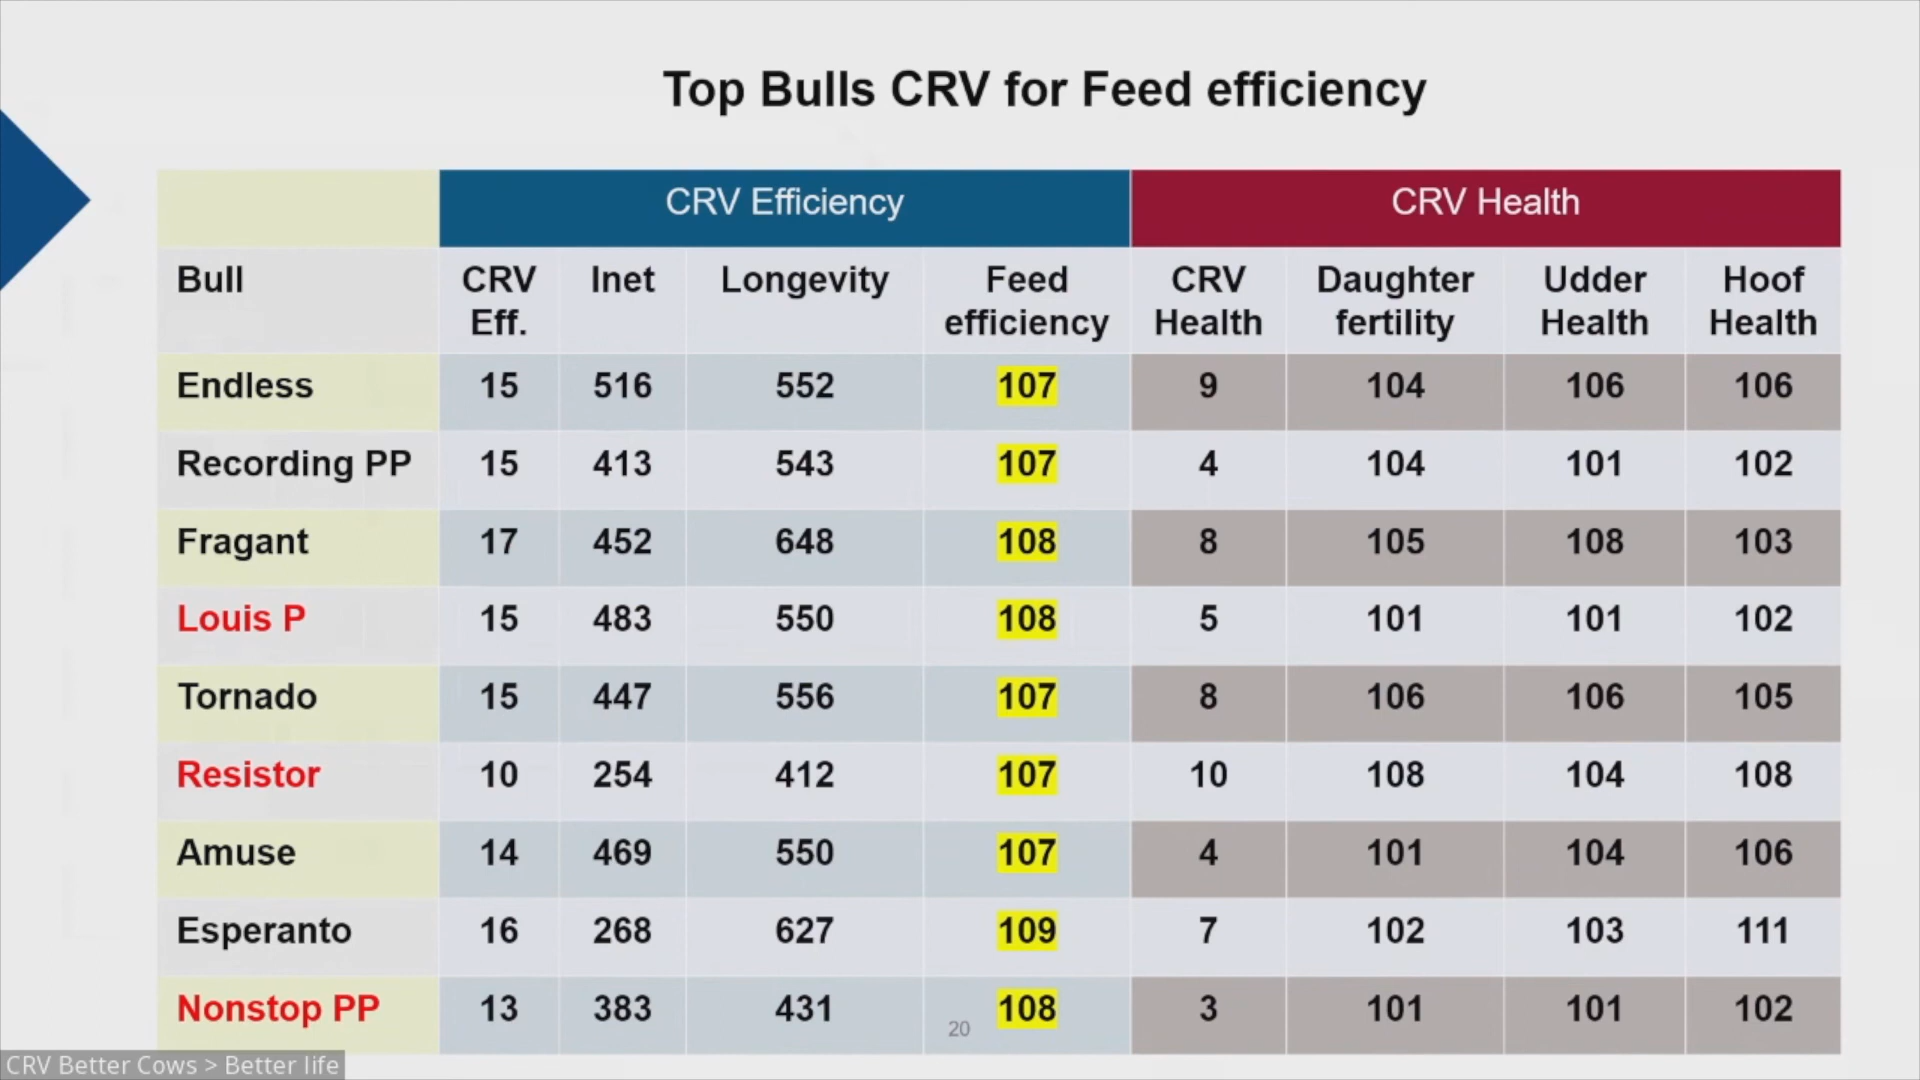 Top Bulls CRV for Feed efficiency
CRV Efficiency CRV Health
Bull CRV Eff. Inet Longevity Feed efficiency CRV Health Daughter fertility Udder Health Hoof Health
Endless 15 516 552 107 9 104 106 106
Recording PP 15 413 543 107 4 104 101 102
Fragant 17 452 648 108 8 105 108 103
Louis P 15 483 550 108 5 101 101 102
Tornado 15 447 556 107 8 106 106 105
Resistor 10 254 412 107 10 108 104 108
Amuse 14 469 550 107 4 101 104 106
Esperanto 16 268 627 109 7 102 103 111
Nonstop PP 13 383 431 108 3 101 101 102
20
CRV Better Cows > Better life